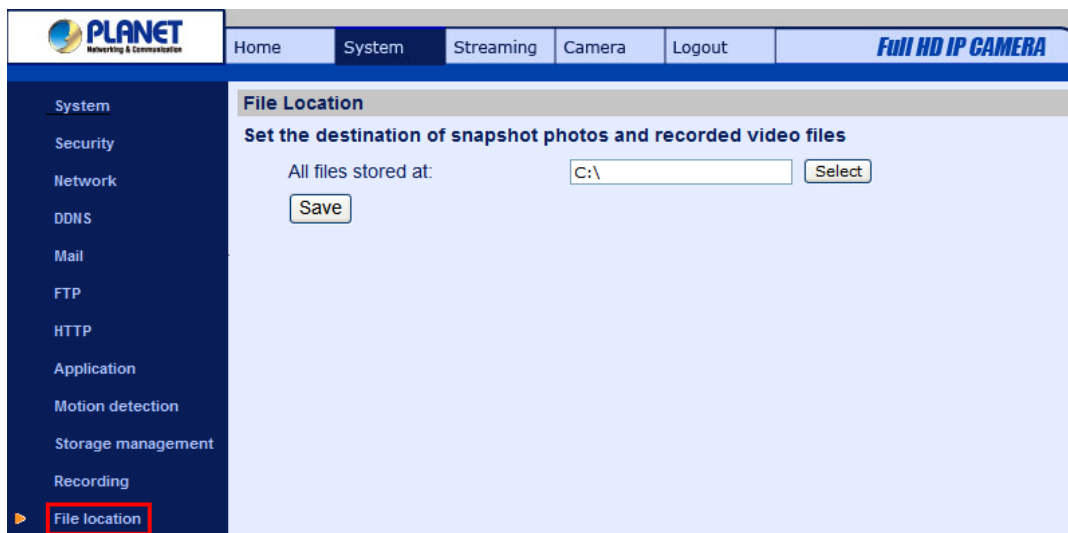 PLANET
Networking & Communication
Home System Streaming Camera Logout Full HD IP CAMERA
System
Security
Network
DDNS
Mail
FTP
HTTP
Application
Motion detection
Storage management
Recording
File location
File Location
Set the destination of snapshot photos and recorded video files
All files stored at: C:\ Select
Save